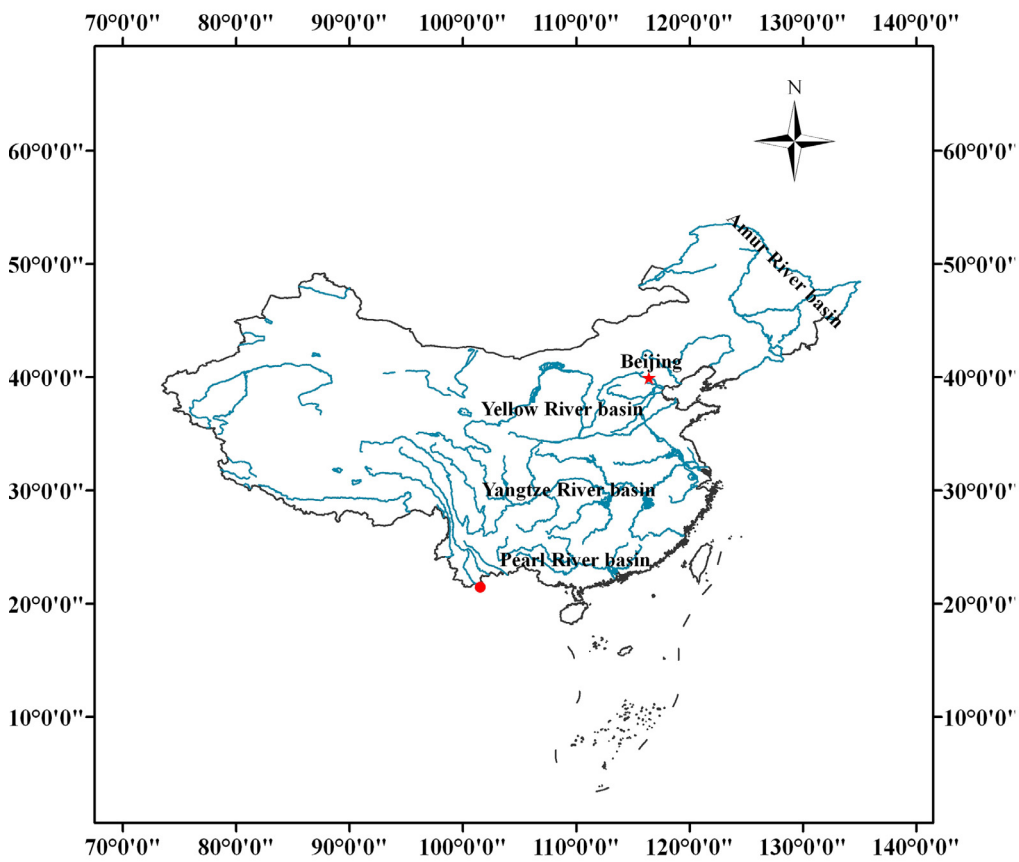 70°0'0" 80°0'0" 90°0'0" 100°0'0" 110°0'0" 120°0'0" 130°0'0" 140°0'0"
N
60°0'0" 60°0'0"
Amur River basin
50°0'0" 50°0'0"
Beijing
40°0'0" 40°0'0"
Yellow River basin
30°0'0" Yangtze River basin 30°0'0"
Pearl River basin
20°0'0" 20°0'0"
10°0'0" 10°0'0"
70°0'0" 80°0'0" 90°0'0" 100°0'0" 110°0'0" 120°0'0" 130°0'0" 140°0'0"